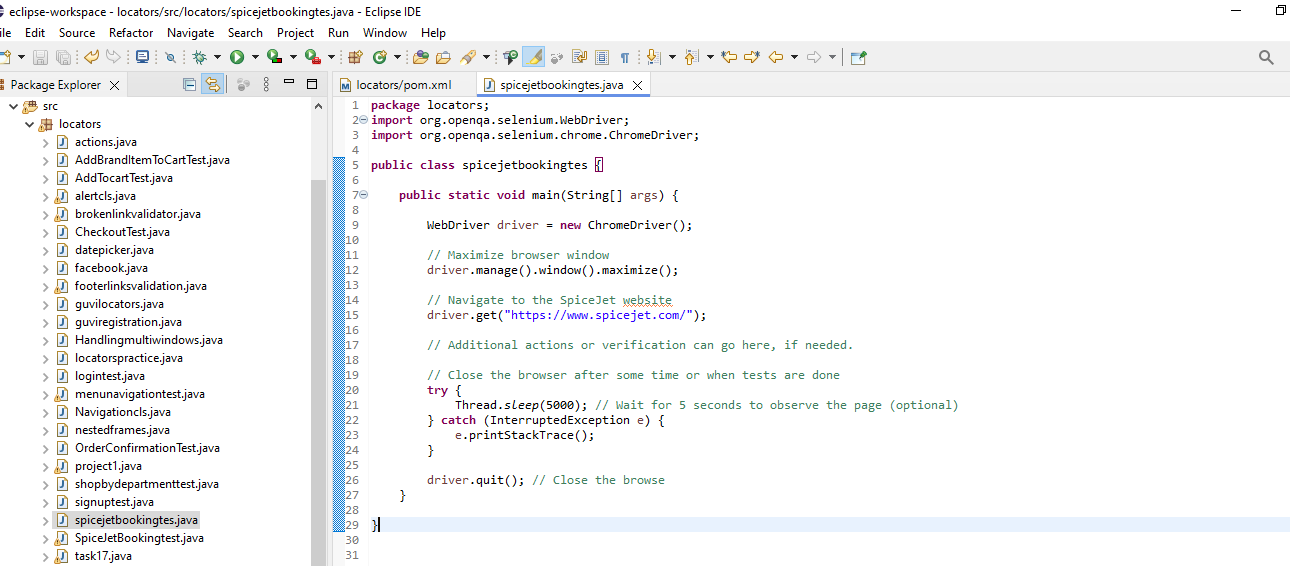 eclipse-workspace - locators/src/locators/spicejetbookingtes.java - Eclipse IDE
ile Edit Source Refactor Navigate Search Project Run Window Help
Package Explorer
src
locators
actions.java
AddBrandItemToCartTest.java
AddTocartTest.java
alertcls.java
brokenlinkvalidator.java
CheckoutTest.java
datepicker.java
facebook.java
footerlinksvalidation.java
guvilocators.java
guviregistration.java
Handlingmultiwindows.java
locatorspractice.java
logintest.java
menunavigationtest.java
Navigationcls.java
nestedframes.java
OrderConfirmationTest.java
project1.java
shopbydepartmenttest.java
signuptest.java
spicejetbookingtes.java
SpiceJetBookingtest.java
task17.java
locators/pom.xml spicejetbookingtes.java
1 package locators;
2 import org.openqa.selenium.WebDriver;
3 import org.openqa.selenium.chrome.ChromeDriver;
4
5 public class spicejetbookingtes {
6
7 public static void main(String[] args) {
8
9 WebDriver driver = new ChromeDriver();
10
11 // Maximize browser window
12 driver.manage().window().maximize();
13
14 // Navigate to the SpiceJet website
15 driver.get("https://www.spicejet.com/");
16
17 // Additional actions or verification can go here, if needed.
18
19 // Close the browser after some time or when tests are done
20 try {
21 Thread.sleep(5000); // Wait for 5 seconds to observe the page (optional)
22 } catch (InterruptedException e) {
23 e.printStackTrace();
24 }
25
26 driver.quit(); // Close the browse
27 }
28
29 }
30
31